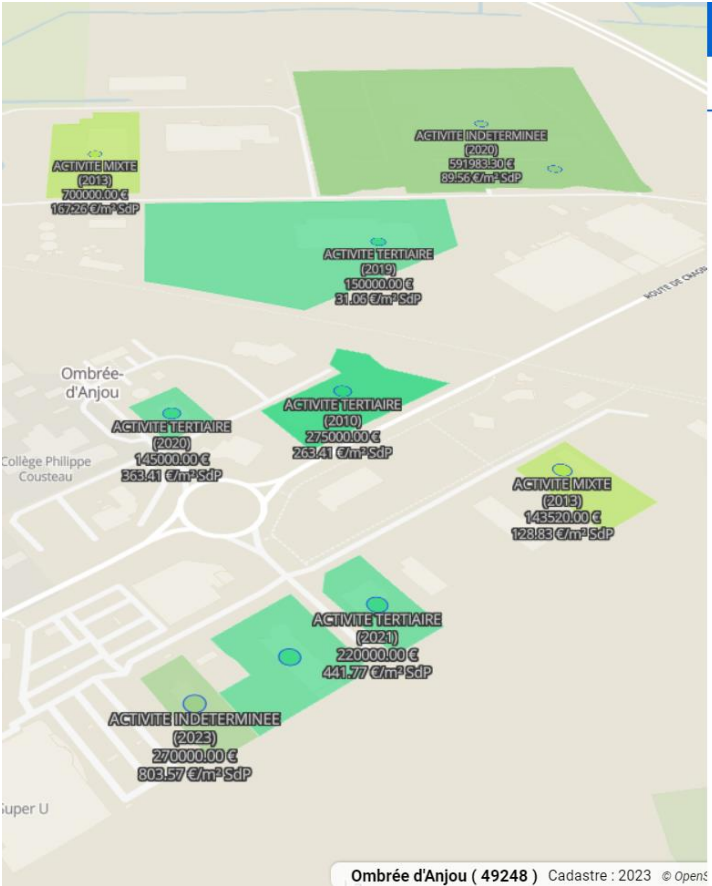 ACTIVITE INDETERMINEE
(2020)
591983.30 €
89.56 €/m² SdP
ACTIVITE MIXTE
(2013)
700000.00 €
167.26 €/m² SdP
ACTIVITE TERTIAIRE
(2019)
150000.00 €
31.06 €/m² SdP
ROUTE DE CRAON
Ombrée-
d'Anjou
ACTIVITE TERTIAIRE
(2010)
275000.00 €
263.41 €/m² SdP
ACTIVITE TERTIAIRE
(2020)
145000.00 €
363.41 €/m² SdP
Collège Philippe
Cousteau
ACTIVITE MIXTE
(2013)
143520.00 €
128.83 €/m² SdP
ACTIVITE TERTIAIRE
(2021)
220000.00 €
441.77 €/m² SdP
ACTIVITE INDETERMINEE
(2023)
270000.00 €
803.57 €/m² SdP
Super U
Ombrée d'Anjou ( 49248 ) Cadastre : 2023 © OpenS